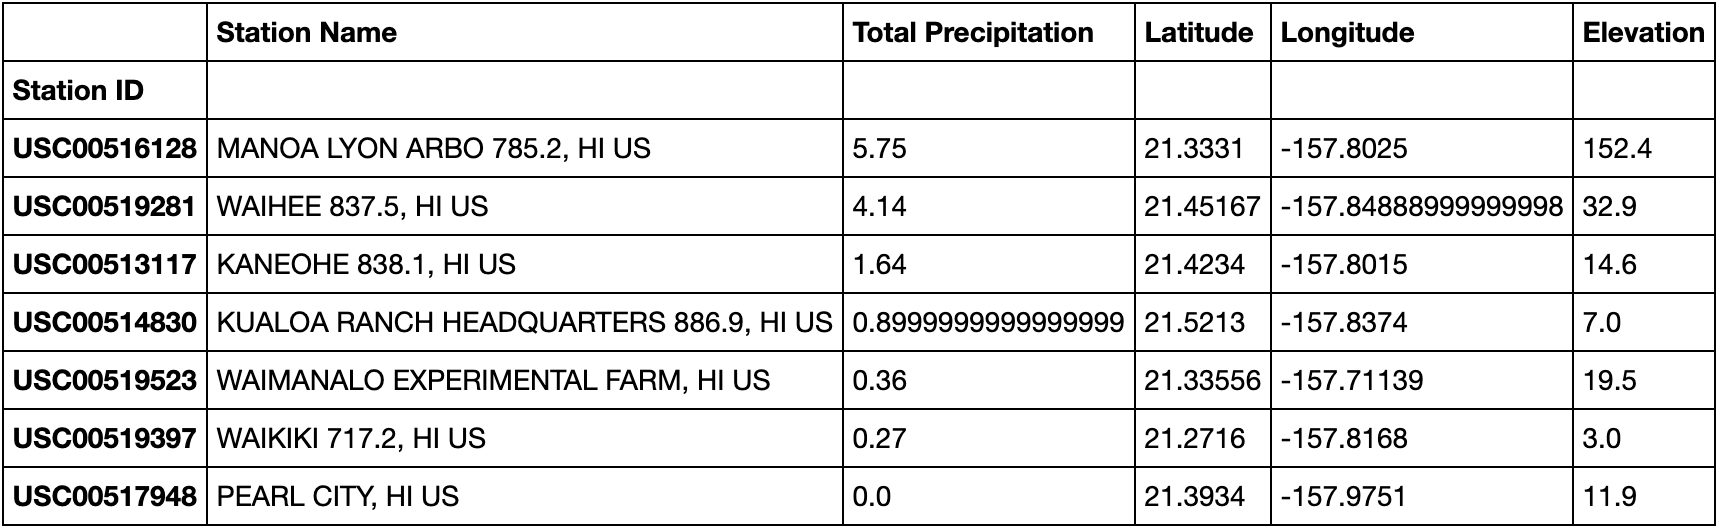 Station Name Total Precipitation Latitude Longitude Elevation
Station ID
USC00516128 MANOA LYON ARBO 785.2, HI US 5.75 21.3331 -157.8025 152.4
USC00519281 WAIHEE 837.5, HI US 4.14 21.45167 -157.84888999999998 32.9
USC00513117 KANEOHE 838.1, HI US 1.64 21.4234 -157.8015 14.6
USC00514830 KUALOA RANCH HEADQUARTERS 886.9, HI US 0.8999999999999999 21.5213 -157.8374 7.0
USC00519523 WAIMANALO EXPERIMENTAL FARM, HI US 0.36 21.33556 -157.71139 19.5
USC00519397 WAIKIKI 717.2, HI US 0.27 21.2716 -157.8168 3.0
USC00517948 PEARL CITY, HI US 0.0 21.3934 -157.9751 11.9